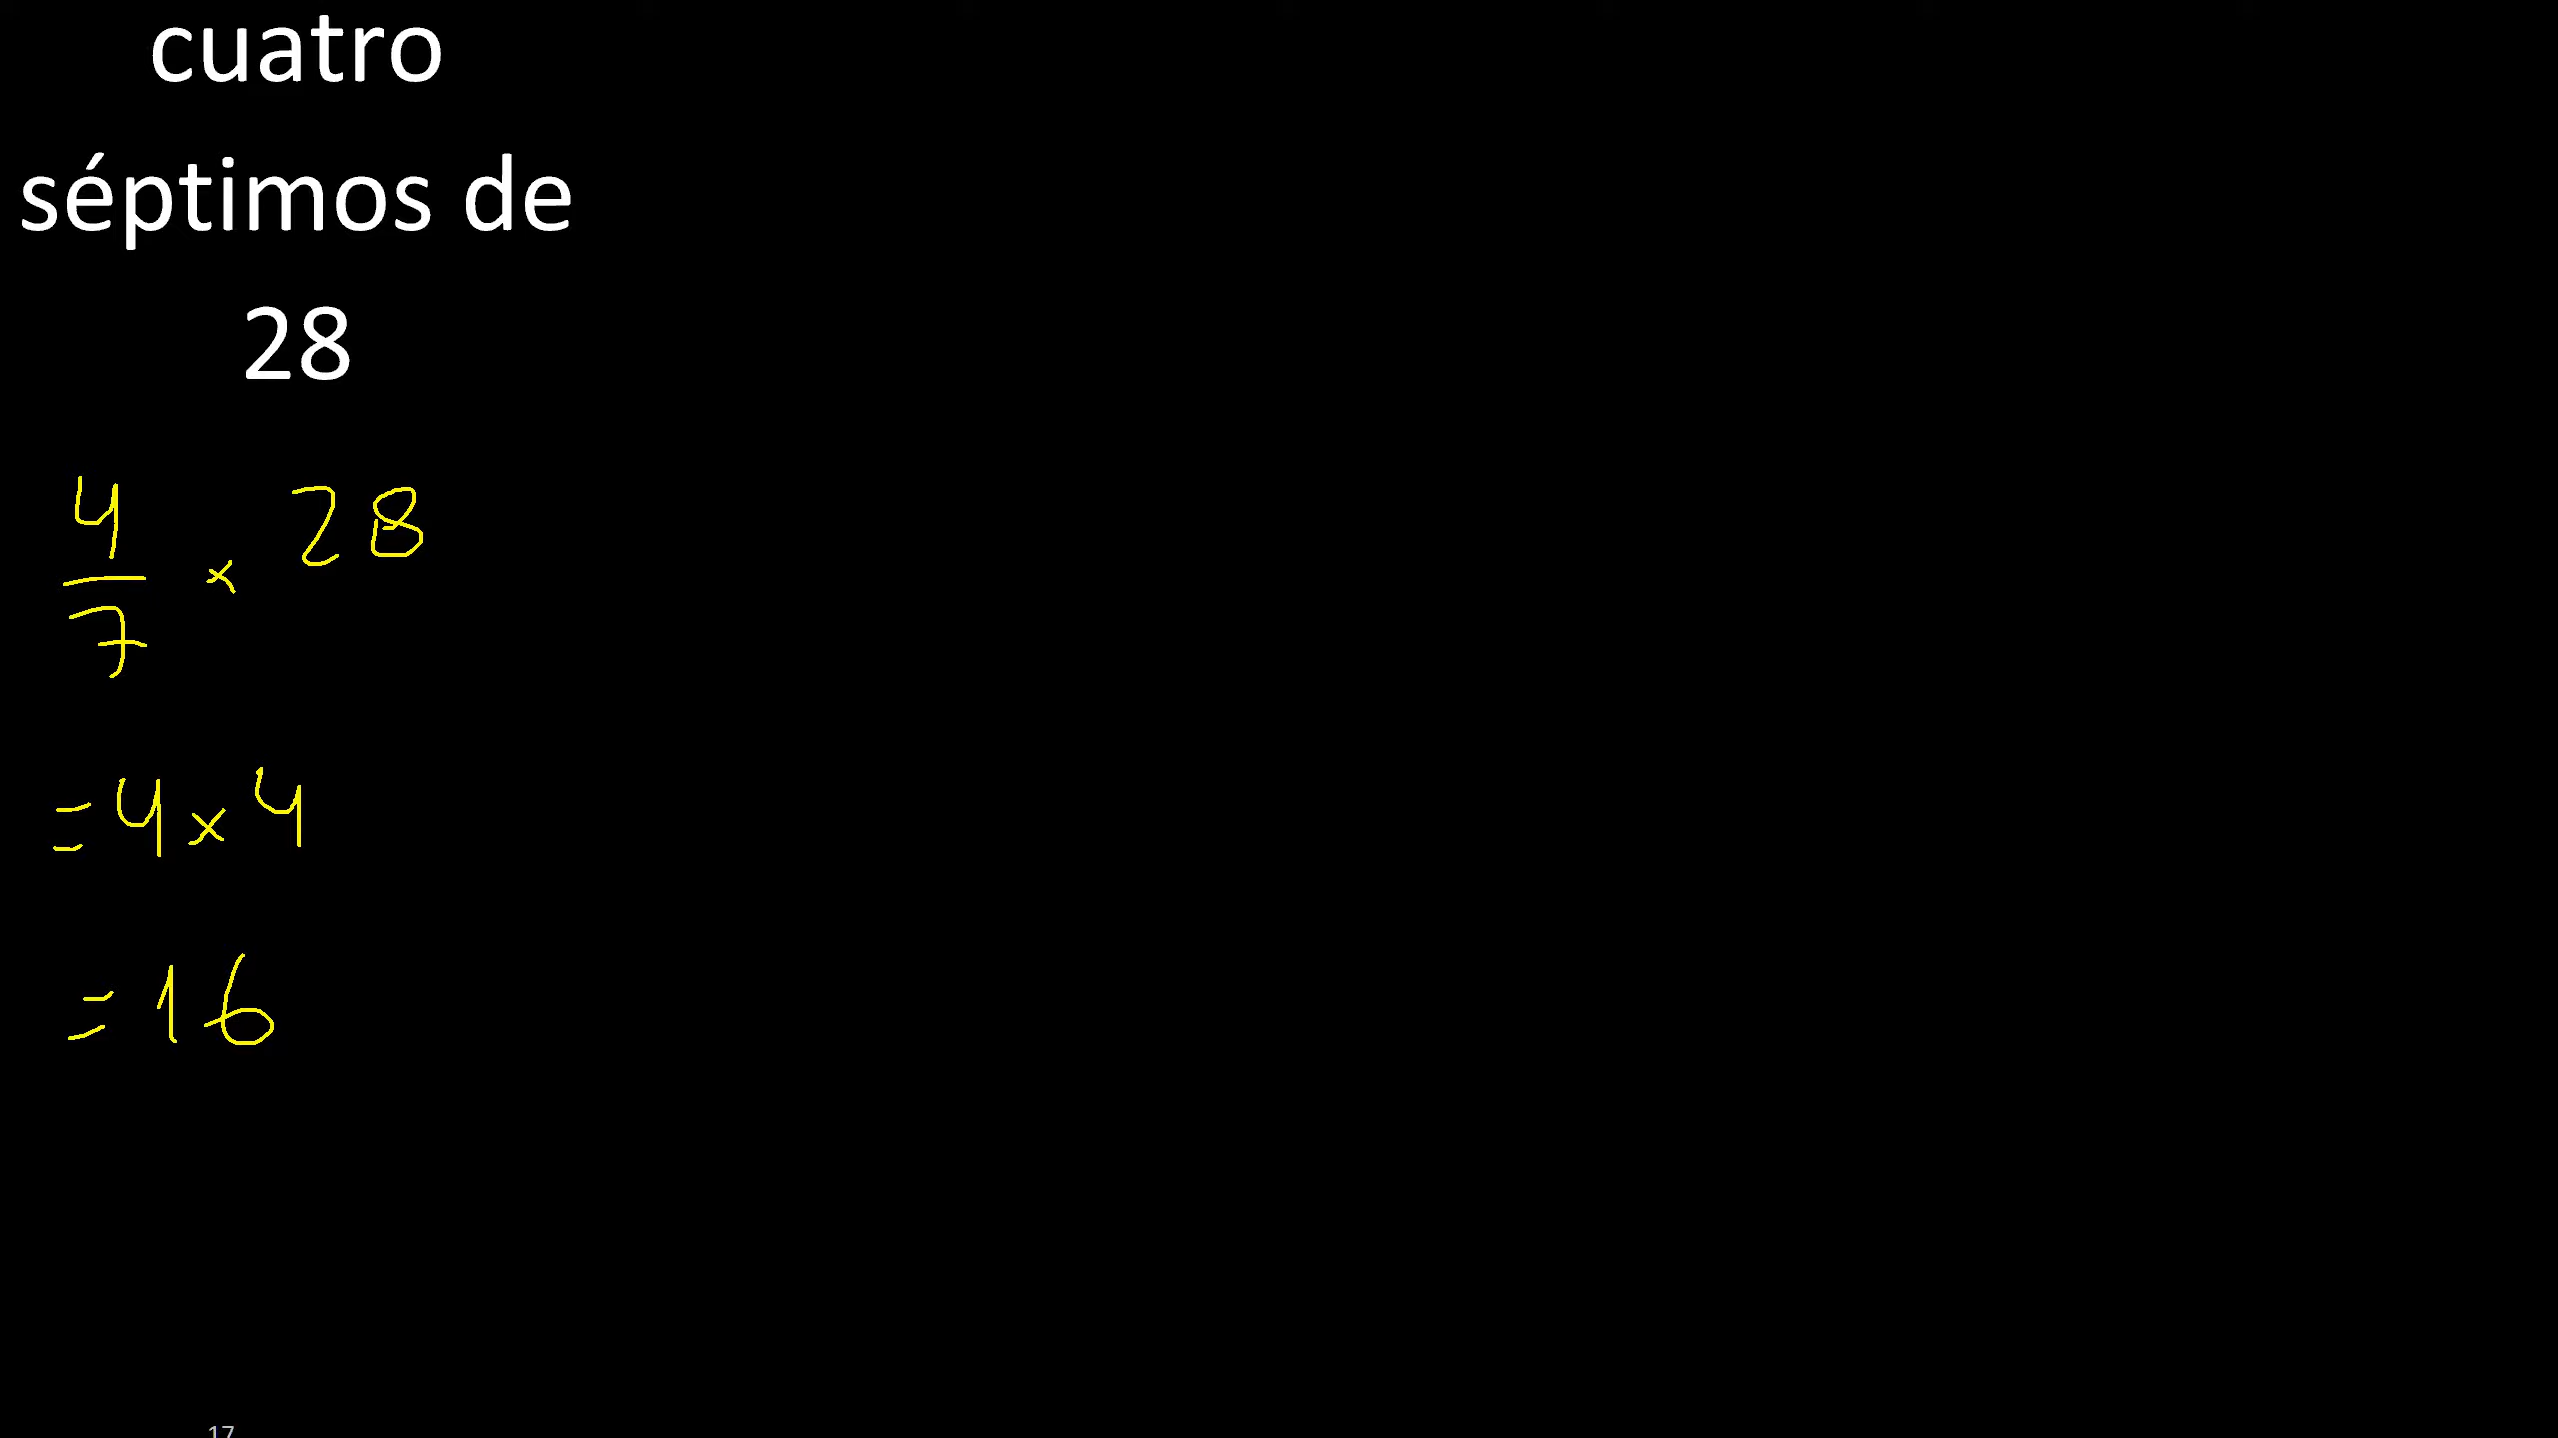 cuatro
séptimos de
28
4/7 × 28
= 4 × 4
= 16
17